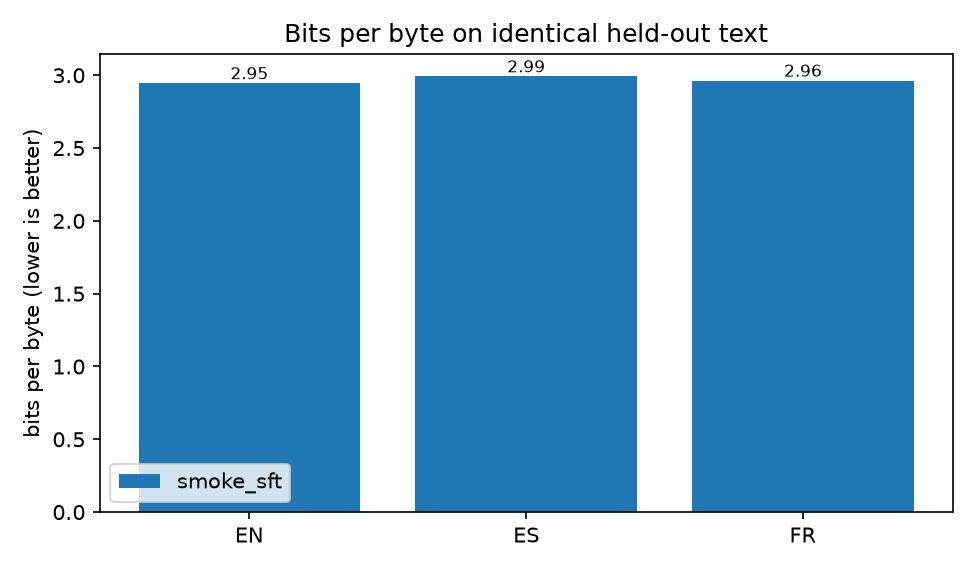 Bits per byte on identical held-out text
bits per byte (lower is better)
3.0
2.5
2.0
1.5
1.0
0.5
0.0
2.95
2.99
2.96
smoke_sft
EN
ES
FR